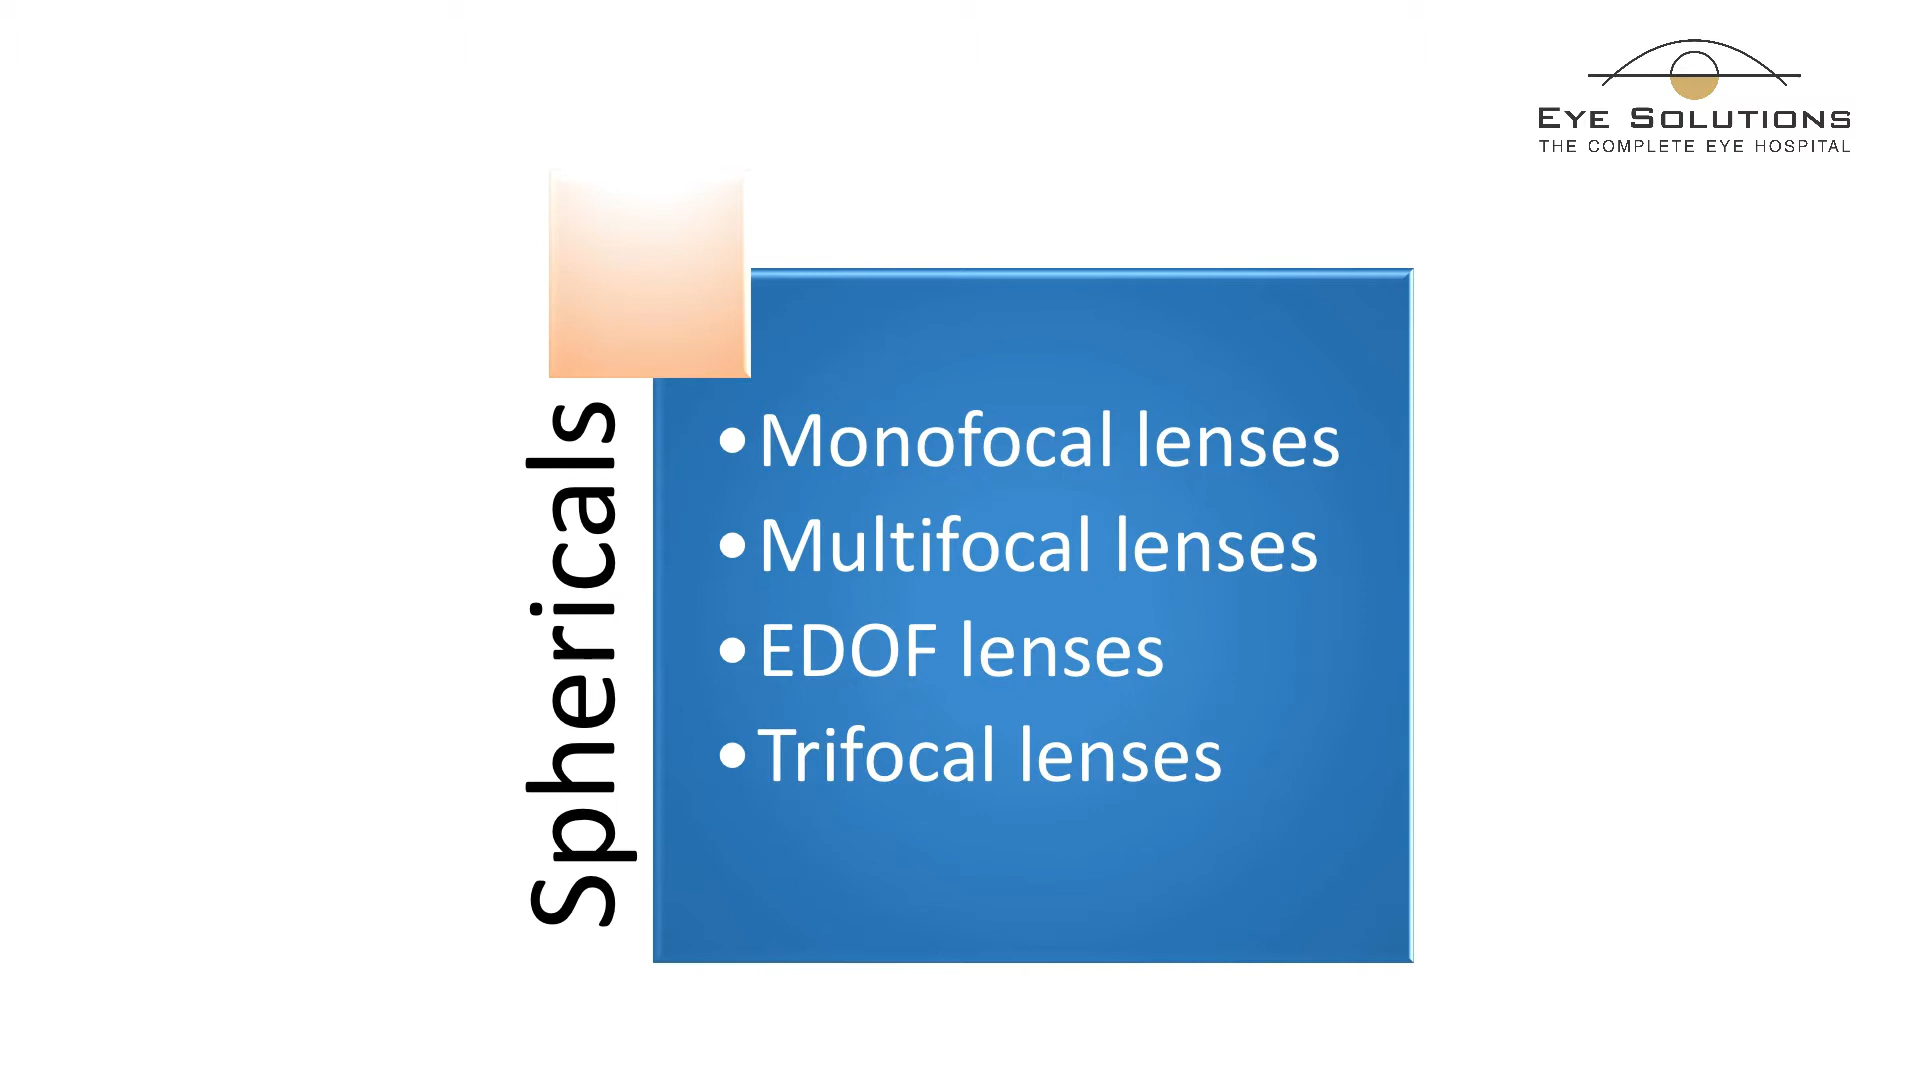 EYE SOLUTIONS
THE COMPLETE EYE HOSPITAL
Sphericals
•Monofocal lenses
•Multifocal lenses
•EDOF lenses
•Trifocal lenses